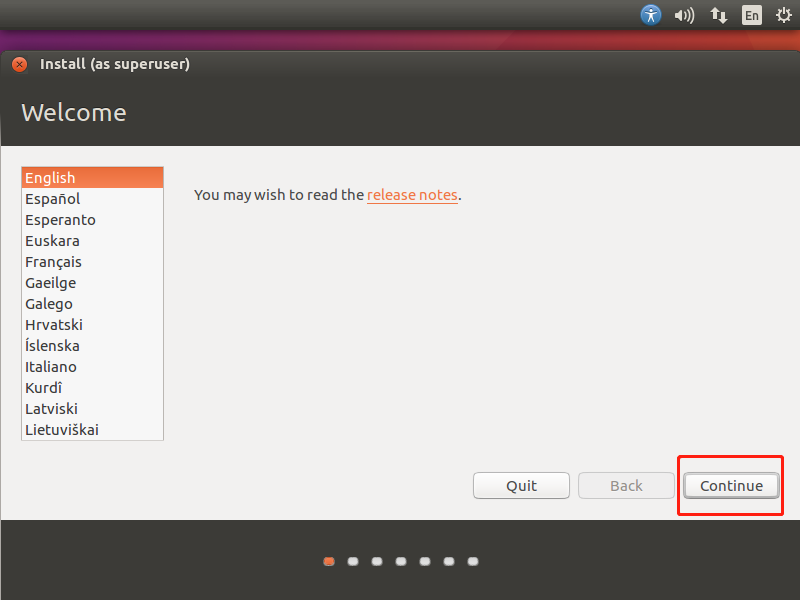 En
Install (as superuser)
Welcome
English
Español
Esperanto
Euskara
Français
Gaeilge
Galego
Hrvatski
Íslenska
Italiano
Kurdî
Latviski
Lietuviškai
You may wish to read the release notes.
Quit
Back
Continue